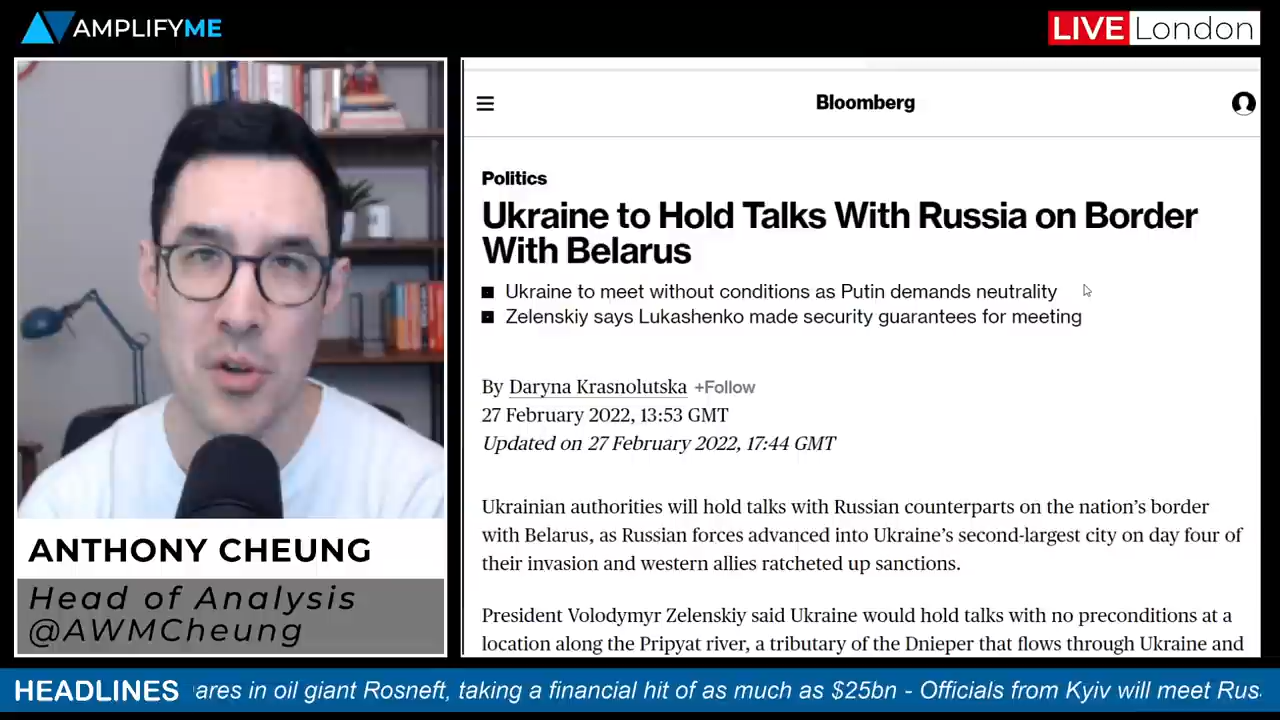 AMPLIFYME
LIVE London
Bloomberg
Politics
Ukraine to Hold Talks With Russia on Border
With Belarus
Ukraine to meet without conditions as Putin demands neutrality
Zelenskiy says Lukashenko made security guarantees for meeting
By Daryna Krasnolutska +Follow
27 February 2022, 13:53 GMT
Updated on 27 February 2022, 17:44 GMT
Ukrainian authorities will hold talks with Russian counterparts on the nation’s border
with Belarus, as Russian forces advanced into Ukraine’s second-largest city on day four of
their invasion and western allies ratcheted up sanctions.
President Volodymyr Zelenskiy said Ukraine would hold talks with no preconditions at a
location along the Pripyat river, a tributary of the Dnieper that flows through Ukraine and
ANTHONY CHEUNG
Head of Analysis
@AWMCheung
HEADLINES ares in oil giant Rosneft, taking a financial hit of as much as $25bn - Officials from Kyiv will meet Rus